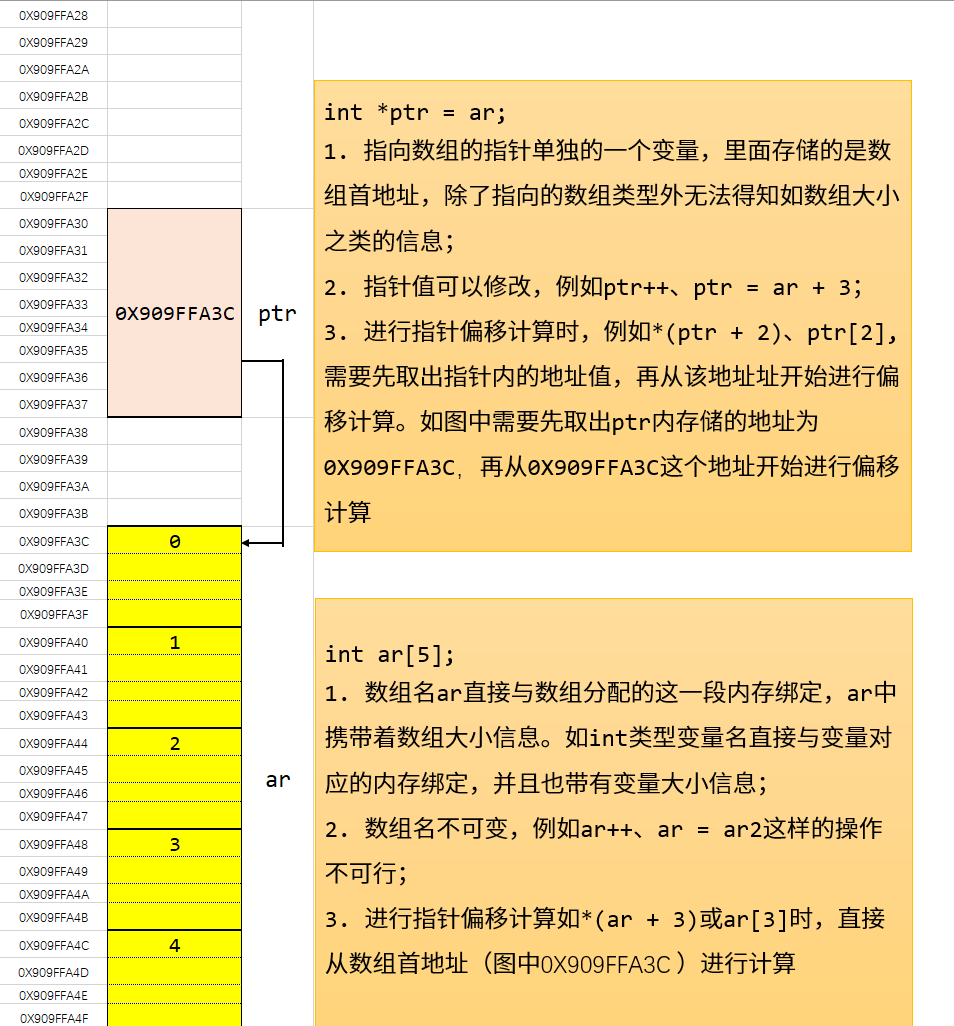 0X909FFA28
0X909FFA29
0X909FFA2A
0X909FFA2B
0X909FFA2C
0X909FFA2D
0X909FFA2E
0X909FFA2F
0X909FFA30
0X909FFA31
0X909FFA32
0X909FFA33
0X909FFA34
0X909FFA35
0X909FFA36
0X909FFA37
0X909FFA38
0X909FFA39
0X909FFA3A
0X909FFA3B
0X909FFA3C
0X909FFA3D
0X909FFA3E
0X909FFA3F
0X909FFA40
0X909FFA41
0X909FFA42
0X909FFA43
0X909FFA44
0X909FFA45
0X909FFA46
0X909FFA47
0X909FFA48
0X909FFA49
0X909FFA4A
0X909FFA4B
0X909FFA4C
0X909FFA4D
0X909FFA4E
0X909FFA4F
0X909FFA3C
0
1
2
3
4
ptr
ar
int *ptr = ar;
1. 指向数组的指针单独的一个变量，里面存储的是数
组首地址，除了指向的数组类型外无法得知如数组大小
之类的信息；
2. 指针值可以修改，例如ptr++、ptr = ar + 3；
3. 进行指针偏移计算时，例如*(ptr + 2)、ptr[2],
需要先取出指针内的地址值，再从该地址址开始进行偏
移计算。如图中需要先取出ptr内存储的地址为
0X909FFA3C，再从0X909FFA3C这个地址开始进行偏移
计算
int ar[5];
1. 数组名ar直接与数组分配的这一段内存绑定，ar中
携带着数组大小信息。如int类型变量名直接与变量对
应的内存绑定，并且也带有变量大小信息；
2. 数组名不可变，例如ar++、ar = ar2这样的操作
不可行；
3. 进行指针偏移计算如*(ar + 3)或ar[3]时，直接
从数组首地址（图中0X909FFA3C ）进行计算